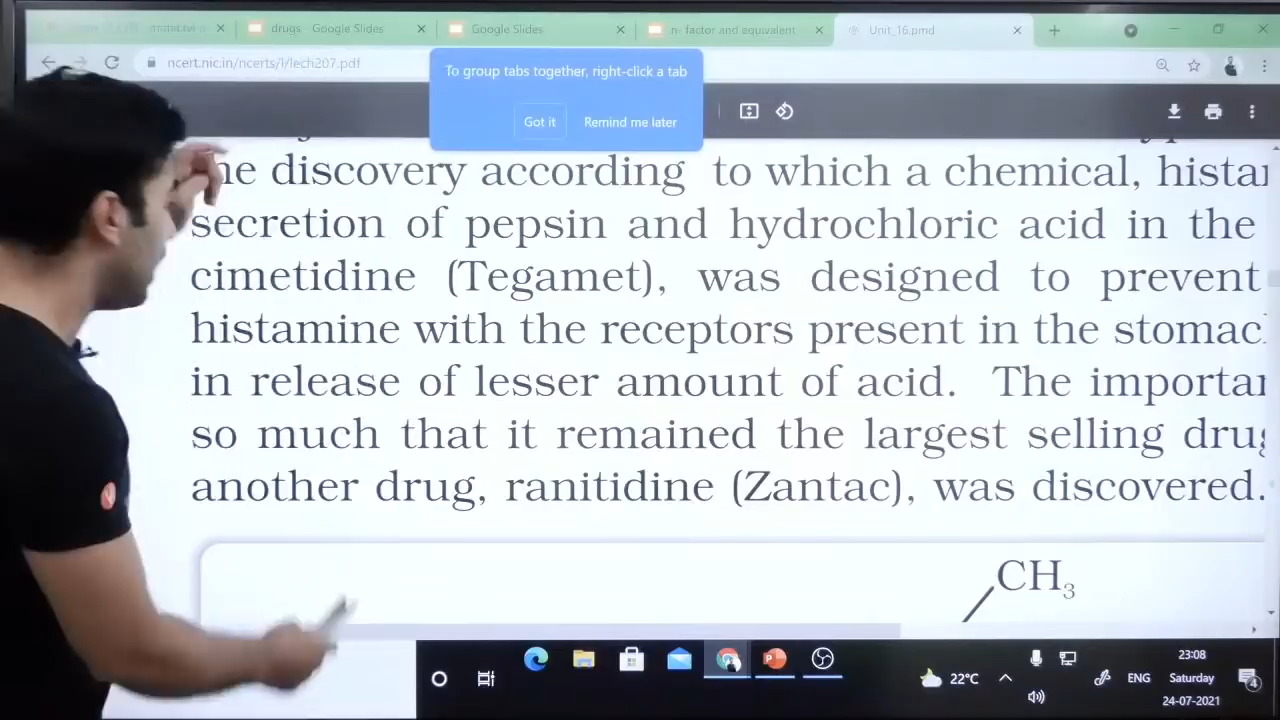 drugs - Google Slides
Google Slides
n- factor and equivalent
Unit_16.pmd
ncert.nic.in/ncerts/l/lech207.pdf
To group tabs together, right-click a tab
Got it
Remind me later
he discovery according to which a chemical, hista
secretion of pepsin and hydrochloric acid in the
cimetidine (Tegamet), was designed to prevent
histamine with the receptors present in the stomac
in release of lesser amount of acid. The importa
so much that it remained the largest selling drug
another drug, ranitidine (Zantac), was discovered.
CH₃
22°C
ENG
23:08
Saturday
24-07-2021
4